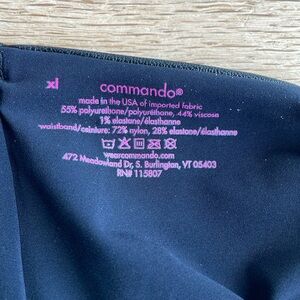 xl
commando®
made in the USA of imported fabric
55% polyurethane/polyuréthane, 44% viscose
1% elastane/élasthanne
waistband/ceinture: 72% nylon, 28% elastane/élasthanne
wearcommando.com
472 Meadowland Dr, S. Burlington, VT 05403
RN# 115807